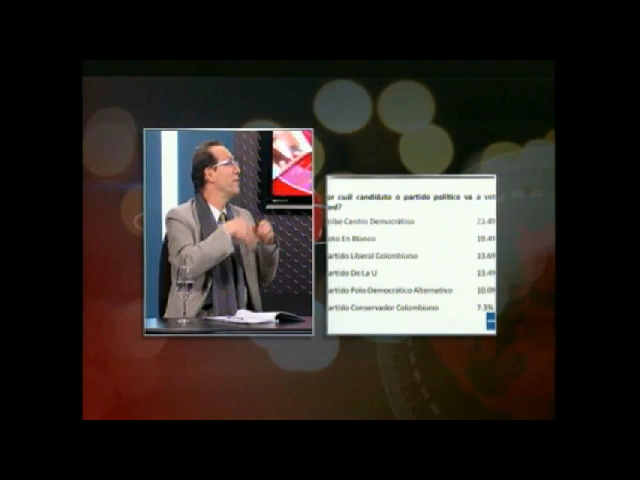 or cuál candidato o partido político va a vot
ted?
ribe Centro Democrático 21.4%
oto En Blanco 19.4%
artido Liberal Colombiano 13.6%
artido De La U 13.4%
artido Polo Democrático Alternativo 10.0%
artido Conservador Colombiano 7.3%